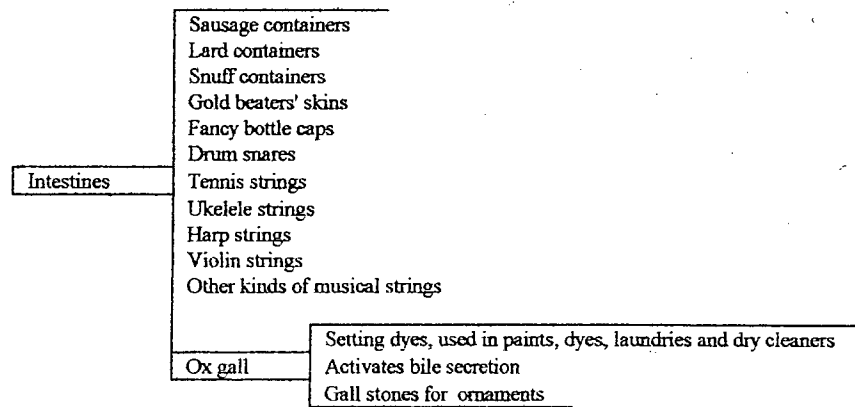 Sausage containers
Lard containers
Snuff containers
Gold beaters' skins
Fancy bottle caps
Drum snares
Intestines
Tennis strings
Ukelele strings
Harp strings
Violin strings
Other kinds of musical strings
Setting dyes, used in paints, dyes, laundries and dry cleaners
Ox gall
Activates bile secretion
Gall stones for ornaments